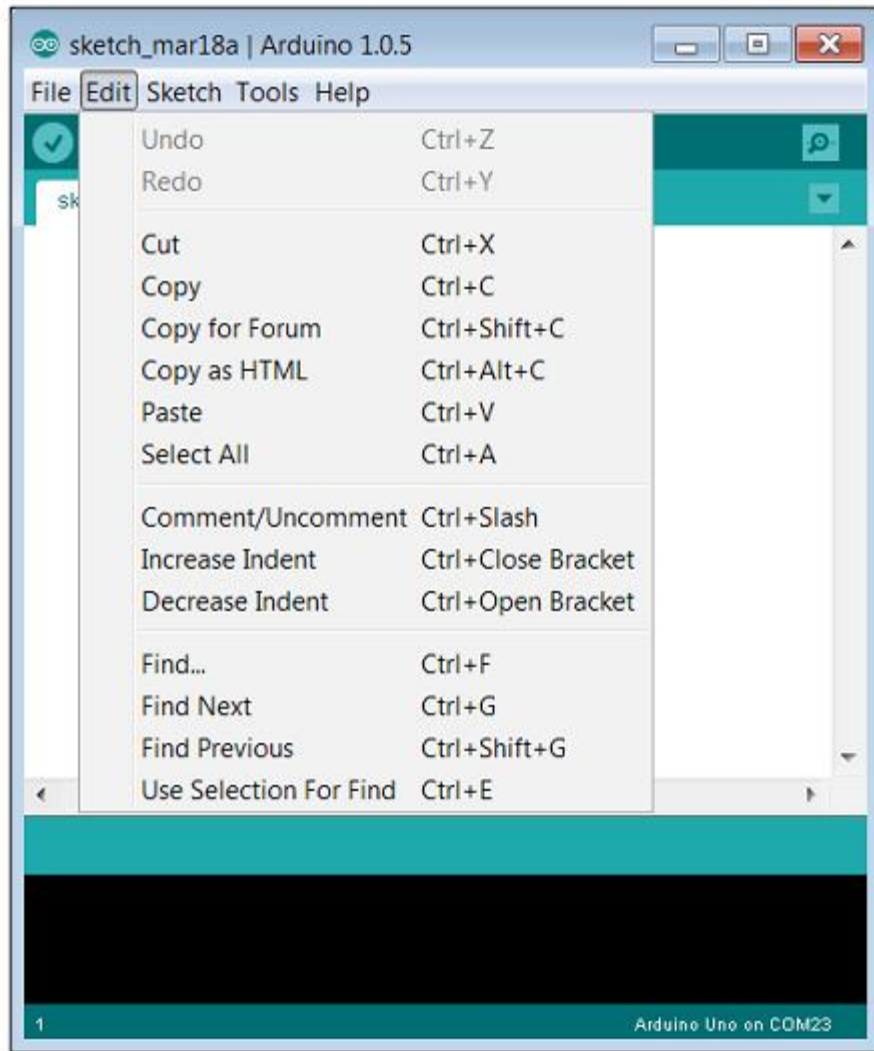 sketch_mar18a | Arduino 1.0.5
File Edit Sketch Tools Help
Undo Ctrl+Z
Redo Ctrl+Y
sk
Cut Ctrl+X
Copy Ctrl+C
Copy for Forum Ctrl+Shift+C
Copy as HTML Ctrl+Alt+C
Paste Ctrl+V
Select All Ctrl+A
Comment/Uncomment Ctrl+Slash
Increase Indent Ctrl+Close Bracket
Decrease Indent Ctrl+Open Bracket
Find... Ctrl+F
Find Next Ctrl+G
Find Previous Ctrl+Shift+G
Use Selection For Find Ctrl+E
1 Arduino Uno on COM23